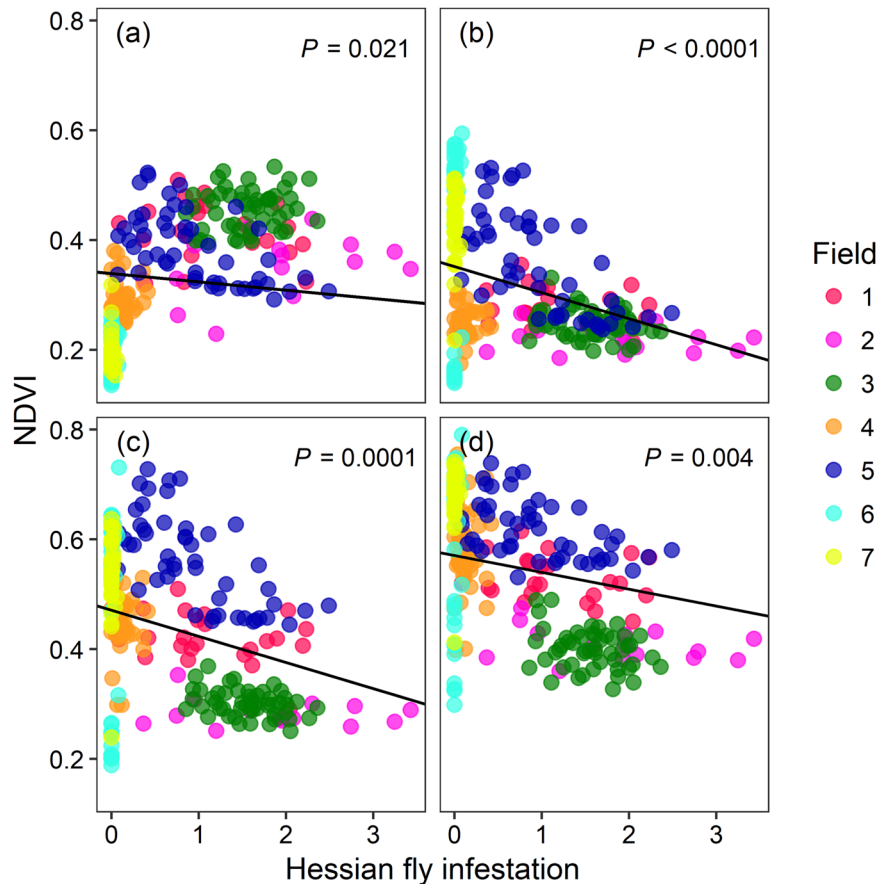 (a)
P = 0.021
(b)
P < 0.0001
(c)
P = 0.0001
(d)
P = 0.004
0.8
0.6
0.4
0.2
0.8
0.6
0.4
0.2
NDVI
0 1 2 3
0 1 2 3
Hessian fly infestation
Field
1
2
3
4
5
6
7